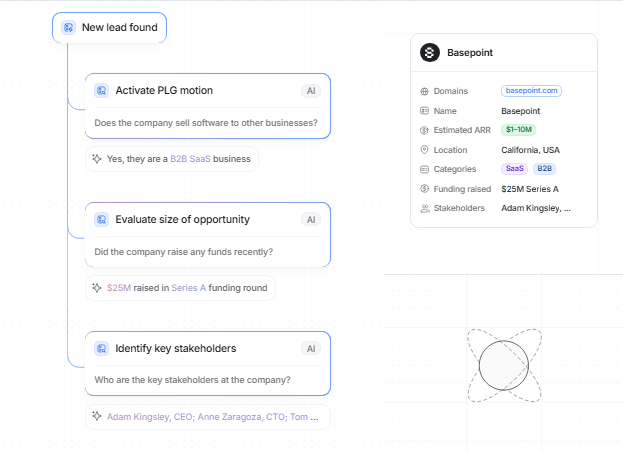 New lead found
Activate PLG motion
AI
Does the company sell software to other businesses?
Yes, they are a B2B SaaS business
Evaluate size of opportunity
AI
Did the company raise any funds recently?
$25M raised in Series A funding round
Identify key stakeholders
AI
Who are the key stakeholders at the company?
Adam Kingsley, CEO; Anne Zaragoza, CTO; Tom ...
Basepoint
Domains basepoint.com
Name Basepoint
Estimated ARR $1-10M
Location California, USA
Categories SaaS B2B
Funding raised $25M Series A
Stakeholders Adam Kingsley, ...